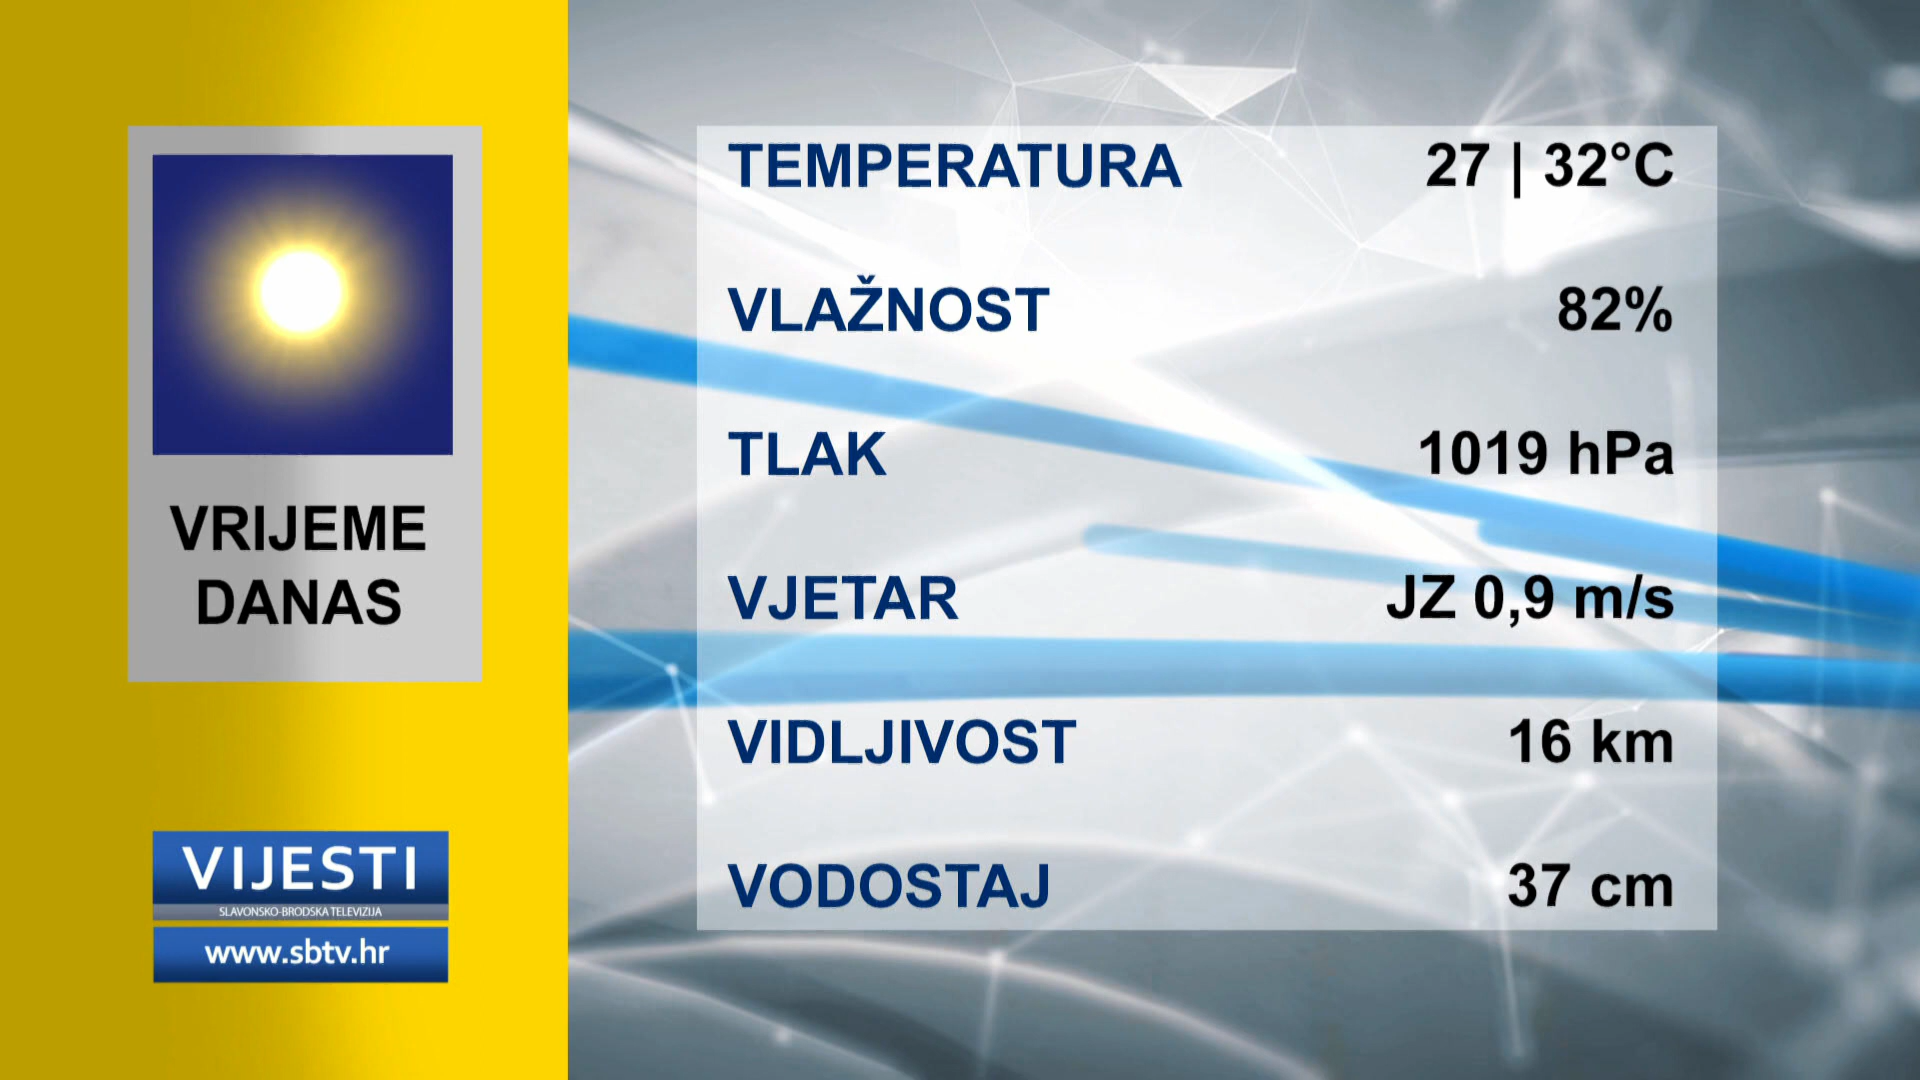 VRIJEME
DANAS
VIJESTI
SLAVONSKO-BRODSKA TELEVIZIJA
www.sbtv.hr
TEMPERATURA 27 | 32°C
VLAŽNOST 82%
TLAK 1019 hPa
VJETAR JZ 0,9 m/s
VIDLJIVOST 16 km
VODOSTAJ 37 cm